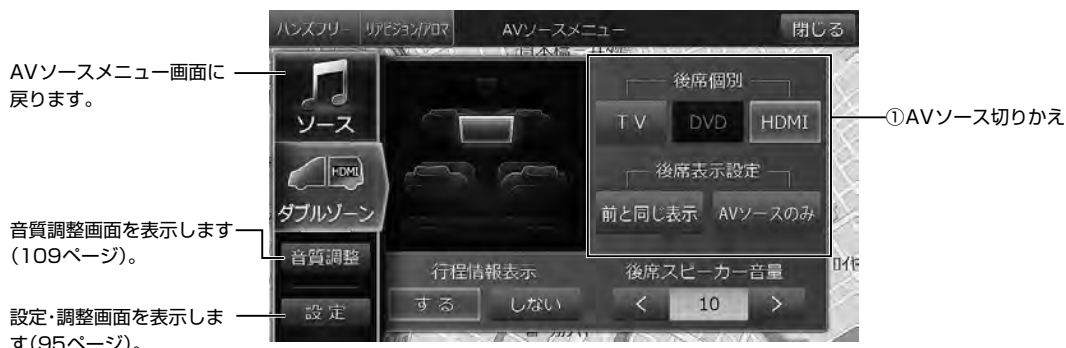 ハンズフリー リアビジョン/アロマ AVソースメニュー 閉じる
AVソースメニュー画面に
戻ります。
ソース
後席個別
TV DVD HDMI
①AVソース切りかえ
HDMI
ダブルゾーン
後席表示設定
前と同じ表示 AVソースのみ
音質調整画面を表示します
(109ページ)。
音質調整
行程情報表示
する しない
後席スピーカー音量
< 10 >
設定・調整画面を表示しま
す(95ページ)。
設定